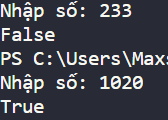 Nhập số: 233
False
PS C:\Users\Max
Nhập số: 1020
True